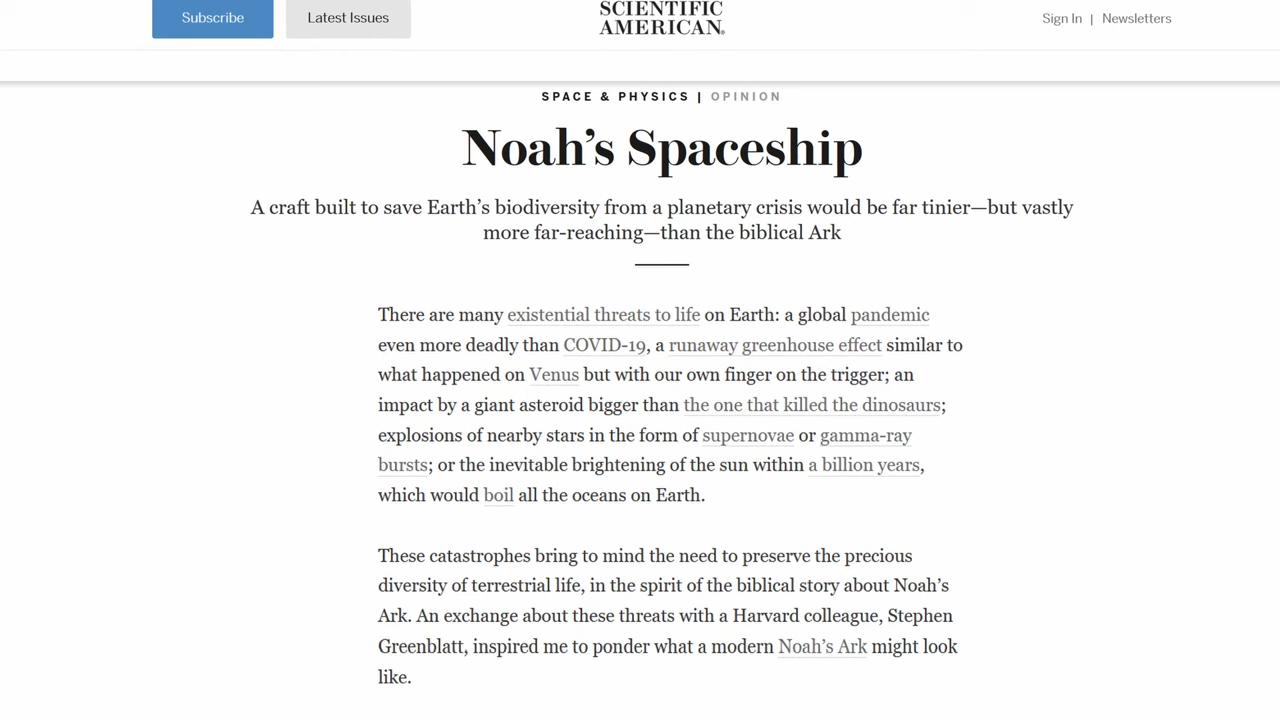 Subscribe
Latest Issues
SCIENTIFIC
AMERICAN®
Sign In | Newsletters
SPACE & PHYSICS | OPINION
Noah’s Spaceship
A craft built to save Earth’s biodiversity from a planetary crisis would be far tinier—but vastly
more far-reaching—than the biblical Ark
There are many existential threats to life on Earth: a global pandemic
even more deadly than COVID-19, a runaway greenhouse effect similar to
what happened on Venus but with our own finger on the trigger; an
impact by a giant asteroid bigger than the one that killed the dinosaurs;
explosions of nearby stars in the form of supernovae or gamma-ray
bursts; or the inevitable brightening of the sun within a billion years,
which would boil all the oceans on Earth.
These catastrophes bring to mind the need to preserve the precious
diversity of terrestrial life, in the spirit of the biblical story about Noah’s
Ark. An exchange about these threats with a Harvard colleague, Stephen
Greenblatt, inspired me to ponder what a modern Noah’s Ark might look
like.